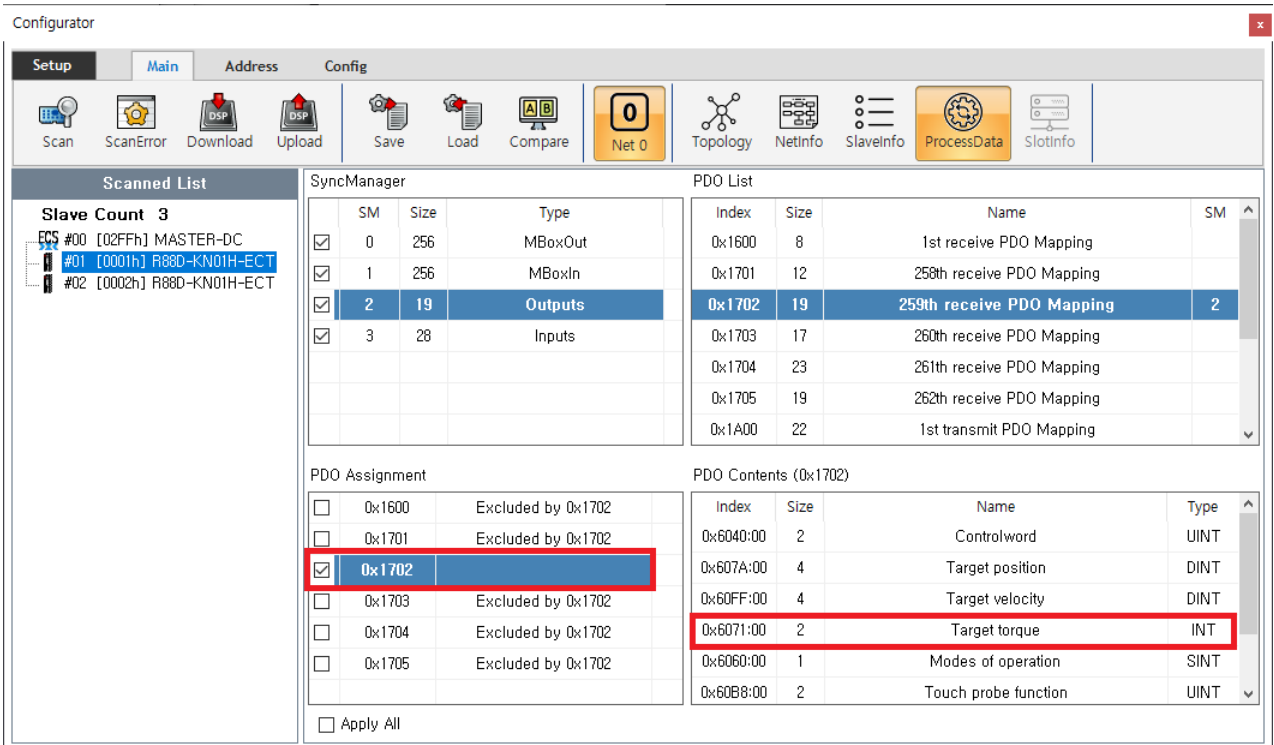 Configurator
x
Setup Main Address Config
DSP DSP A B 0
Scan ScanError Download Upload Save Load Compare Net 0 Topology NetInfo SlaveInfo ProcessData SlotInfo
Scanned List
Slave Count 3
ECS #00 [02FFh] MASTER-DC
#01 [0001h] R88D-KN01H-ECT
#02 [0002h] R88D-KN01H-ECT
SyncManager
SM Size Type
0 256 MBoxOut
1 256 MBoxIn
2 19 Outputs
3 28 Inputs
PDO List
Index Size Name SM
0x1600 8 1st receive PDO Mapping
0x1701 12 258th receive PDO Mapping
0x1702 19 259th receive PDO Mapping 2
0x1703 17 260th receive PDO Mapping
0x1704 23 261th receive PDO Mapping
0x1705 19 262th receive PDO Mapping
0x1A00 22 1st transmit PDO Mapping
PDO Assignment
0x1600 Excluded by 0x1702
0x1701 Excluded by 0x1702
0x1702
0x1703 Excluded by 0x1702
0x1704 Excluded by 0x1702
0x1705 Excluded by 0x1702
Apply All
PDO Contents (0x1702)
Index Size Name Type
0x6040:00 2 Controlword UINT
0x607A:00 4 Target position DINT
0x60FF:00 4 Target velocity DINT
0x6071:00 2 Target torque INT
0x6060:00 1 Modes of operation SINT
0x60B8:00 2 Touch probe function UINT